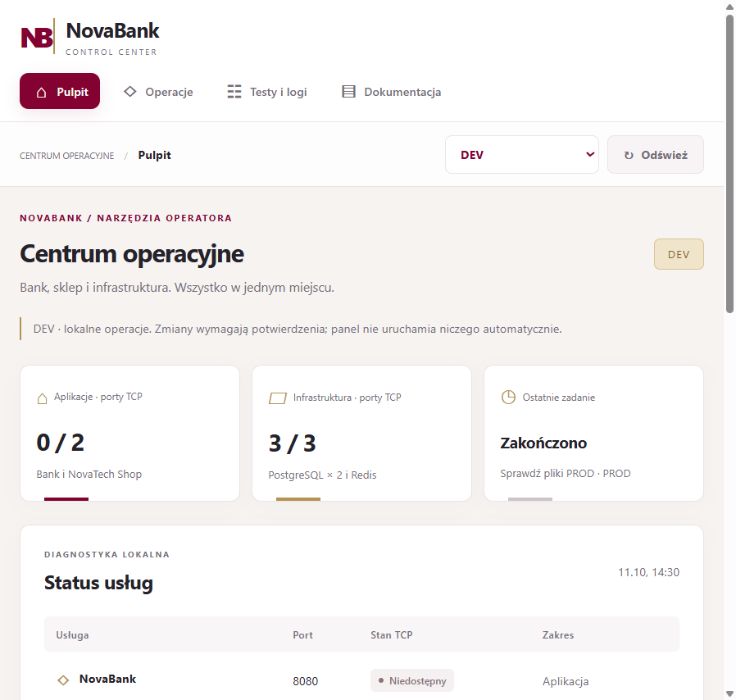 NB NovaBank
CONTROL CENTER
Pulpit Operacje Testy i logi Dokumentacja
CENTRUM OPERACYJNE / Pulpit DEV ↻ Odśwież
NOVABANK / NARZĘDZIA OPERATORA
Centrum operacyjne
DEV
Bank, sklep i infrastruktura. Wszystko w jednym miejscu.
DEV · lokalne operacje. Zmiany wymagają potwierdzenia; panel nie uruchamia niczego automatycznie.
Aplikacje · porty TCP
0 / 2
Bank i NovaTech Shop
Infrastruktura · porty TCP
3 / 3
PostgreSQL × 2 i Redis
Ostatnie zadanie
Zakończono
Sprawdź pliki PROD · PROD
DIAGNOSTYKA LOKALNA
Status usług
11.10, 14:30
Usługa Port Stan TCP Zakres
NovaBank 8080 Niedostępny Aplikacja